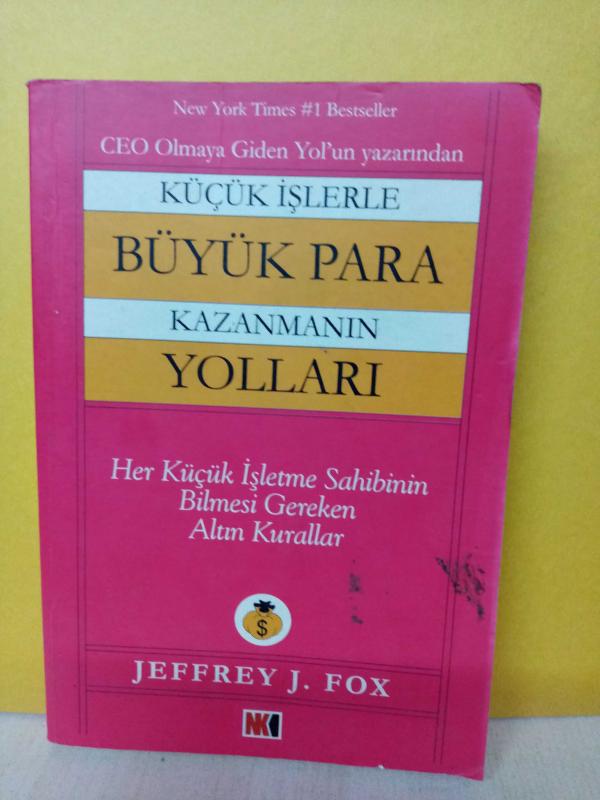 New York Times #1 Bestseller
CEO Olmaya Giden Yol'un yazarından
KÜÇÜK İŞLERLE
BÜYÜK PARA
KAZANMANIN
YOLLARI
Her Küçük İşletme Sahibinin
Bilmesi Gereken
Altın Kurallar
$
JEFFREY J. FOX
NK